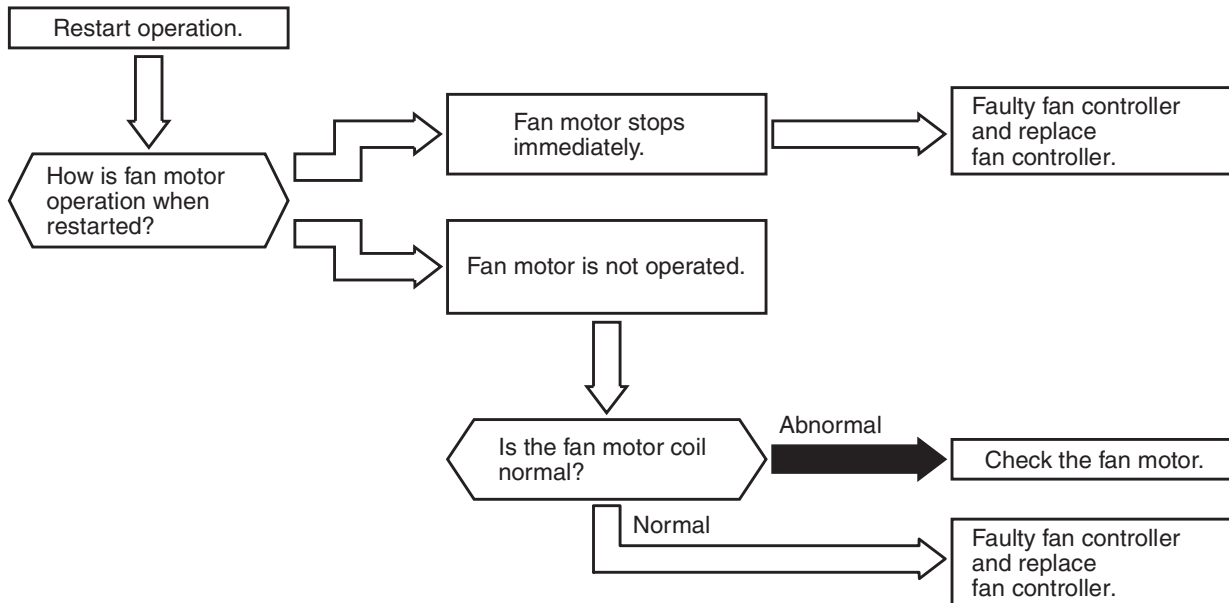 Restart operation.
How is fan motor
operation when
restarted?
Fan motor stops
immediately.
Faulty fan controller
and replace
fan controller.
Fan motor is not operated.
Is the fan motor coil
normal?
Abnormal
Check the fan motor.
Normal
Faulty fan controller
and replace
fan controller.